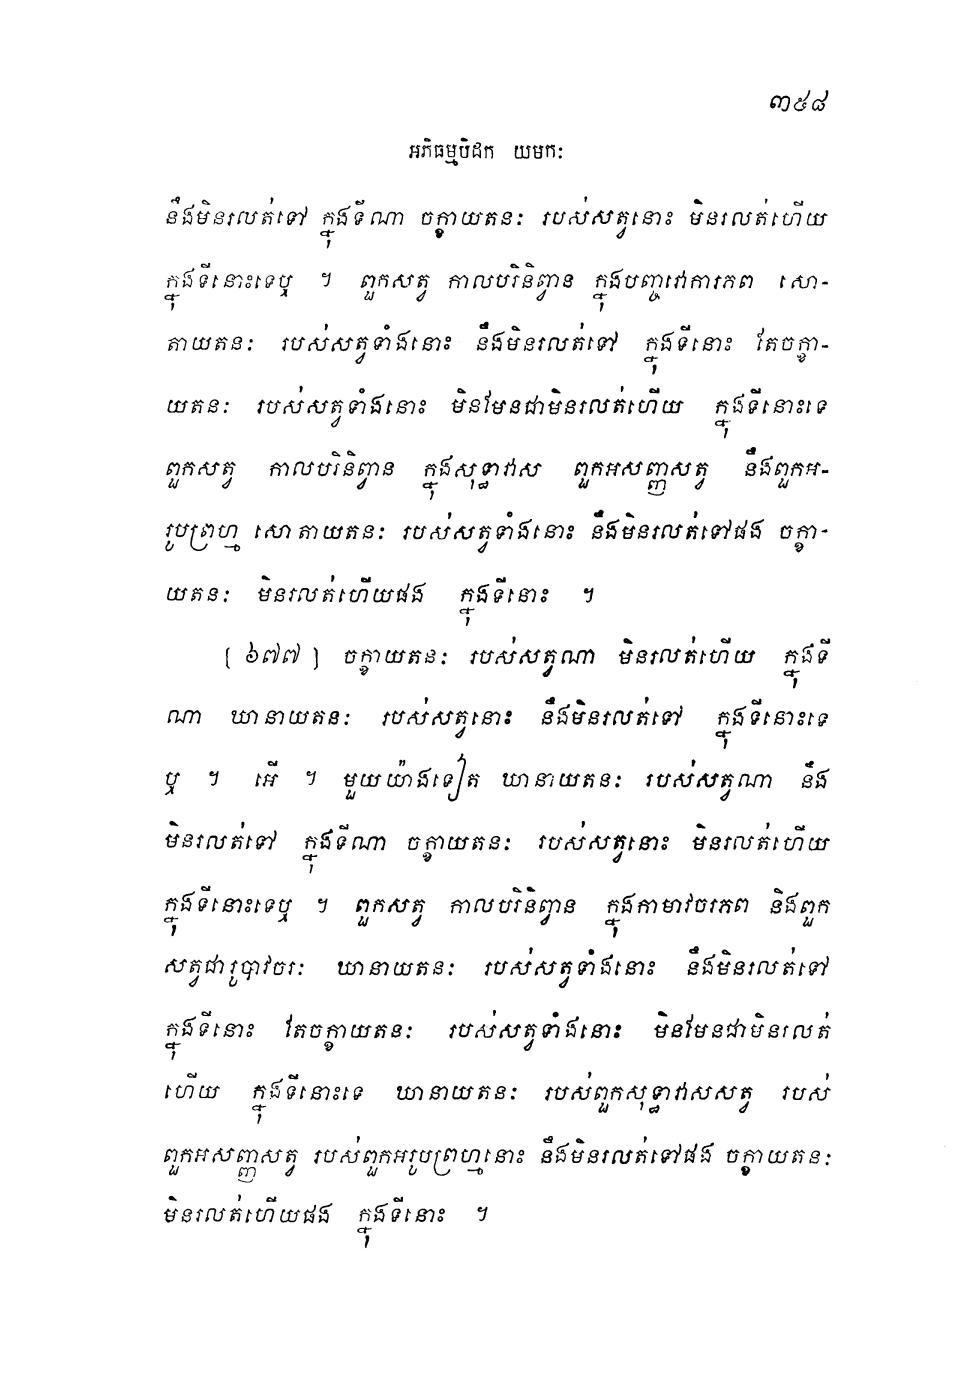 ៣៥៨
អភិធម្មបិដក យមកៈ
នឹងមិនរលត់ទៅ ក្នុងទីណា ចក្ខាយតនៈ របស់សត្វនោះ មិនរលត់ហើយ
ក្នុងទីនោះទេឬ ។ ពួកសត្វ កាលបរិនិព្វាន ក្នុងបញ្ចវោការភព សោ-
តាយតនៈ របស់សត្វទាំងនោះ នឹងមិនរលត់ទៅ ក្នុងទីនោះ តែចក្ខា-
យតនៈ របស់សត្វទាំងនោះ មិនមែនជាមិនរលត់ហើយ ក្នុងទីនោះទេ
ពួកសត្វ កាលបរិនិព្វាន ក្នុងសុទ្ធាវាស ពួកអសញ្ញសត្វ នឹងពួកអ-
រូបព្រហ្ម សោតាយតនៈ របស់សត្វទាំងនោះ នឹងមិនរលត់ទៅផង ចក្ខា-
យតនៈ មិនរលត់ហើយផង ក្នុងទីនោះ ។
[ ៦៧៧ ] ចក្ខាយតនៈ របស់សត្វណា មិនរលត់ហើយ ក្នុងទី
ណា ឃានាយតនៈ របស់សត្វនោះ នឹងមិនរលត់ទៅ ក្នុងទីនោះទេ
ឬ ។ អើ ។ មួយយ៉ាងទៀត ឃានាយតនៈ របស់សត្វណា នឹង
មិនរលត់ទៅ ក្នុងទីណា ចក្ខាយតនៈ របស់សត្វនោះ មិនរលត់ហើយ
ក្នុងទីនោះទេឬ ។ ពួកសត្វ កាលបរិនិព្វាន ក្នុងកាមាវចរភព និងពួក
សត្វជារូបាវចរៈ ឃានាយតនៈ របស់សត្វទាំងនោះ នឹងមិនរលត់ទៅ
ក្នុងទីនោះ តែចក្ខាយតនៈ របស់សត្វទាំងនោះ មិនមែនជាមិនរលត់
ហើយ ក្នុងទីនោះទេ ឃានាយតនៈ របស់ពួកសុទ្ធាវាសសត្វ របស់
ពួកអសញ្ញសត្វ របស់ពួកអរូបព្រហ្មនោះ នឹងមិនរលត់ទៅផង ចក្ខាយតនៈ
មិនរលត់ហើយផង ក្នុងទីនោះ ។